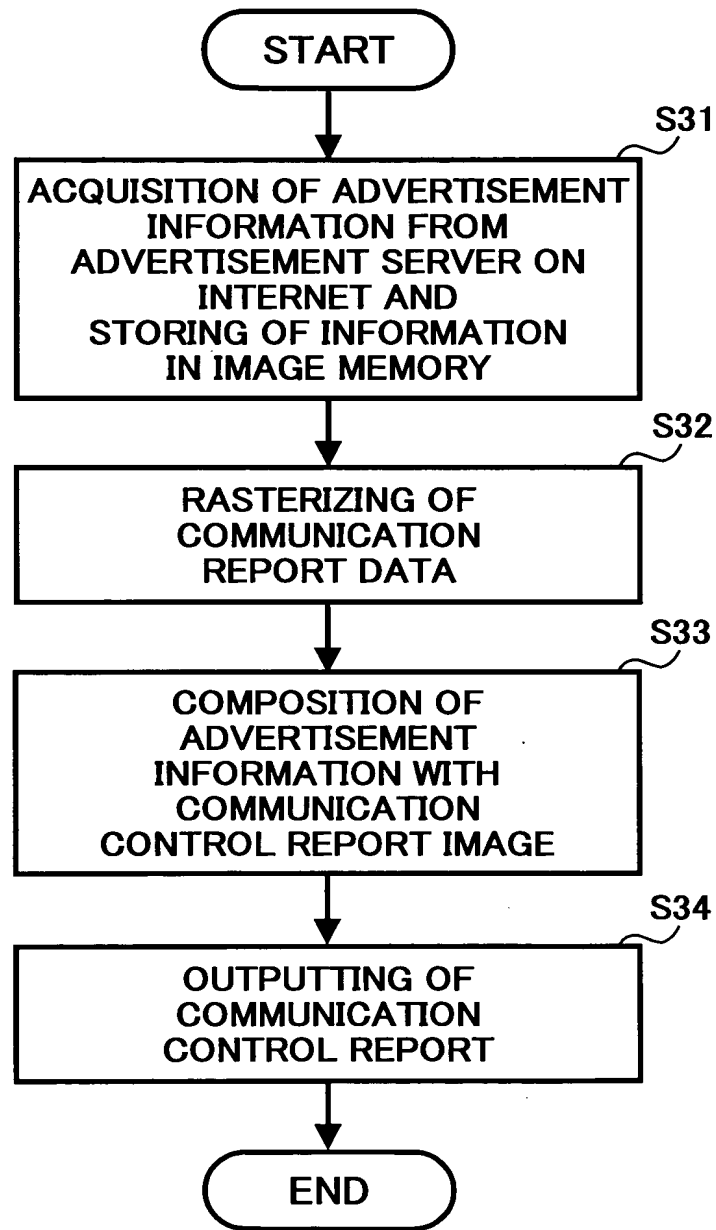 START
S31
ACQUISITION OF ADVERTISEMENT
INFORMATION FROM
ADVERTISEMENT SERVER ON
INTERNET AND
STORING OF INFORMATION
IN IMAGE MEMORY
S32
RASTERIZING OF
COMMUNICATION
REPORT DATA
S33
COMPOSITION OF
ADVERTISEMENT
INFORMATION WITH
COMMUNICATION
CONTROL REPORT IMAGE
S34
OUTPUTTING OF
COMMUNICATION
CONTROL REPORT
END